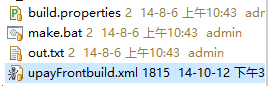 build.properties 2 14-8-6 上午10:43 admin
make.bat 2 14-8-6 上午10:43 admin
out.txt 2 14-8-6 上午10:43 admin
upayFrontbuild.xml 1815 14-10-12 下午3